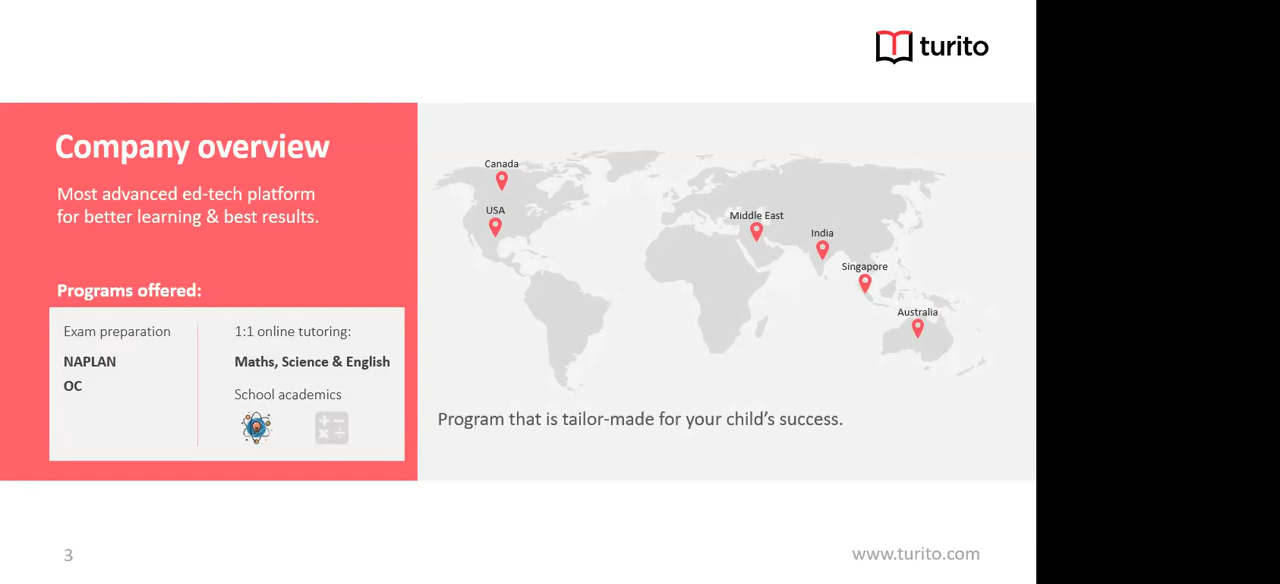 turito
Company overview
Most advanced ed-tech platform
for better learning & best results.
Programs offered:
Exam preparation
NAPLAN
OC
1:1 online tutoring:
Maths, Science & English
School academics
Canada
USA
Middle East
India
Singapore
Australia
Program that is tailor-made for your child's success.
3
www.turito.com